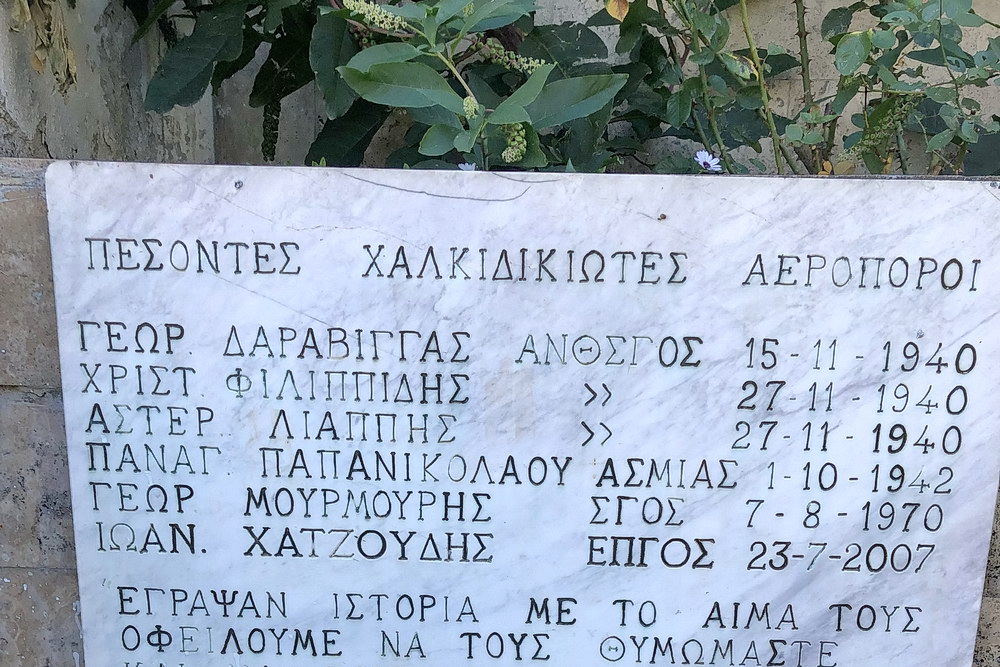 ΠΕΣΟΝΤΕΣ ΧΑΛΚΙΔΙΚΙΩΤΕΣ ΑΕΡΟΠΟΡΟΙ
ΓΕΩΡ. ΔΑΡΑΒΙΓΓΑΣ ΑΝΘΣΓΟΣ 15-11-1940
ΧΡΙΣΤ. ΦΙΛΙΠΠΙΔΗΣ >> 27-11-1940
ΑΣΤΕΡ. ΛΙΑΠΠΗΣ >> 27-11-1940
ΠΑΝΑΓ. ΠΑΠΑΝΙΚΟΛΑΟΥ ΑΣΜΙΑΣ 1-10-1942
ΓΕΩΡ ΜΟΥΡΜΟΥΡΗΣ ΣΓΟΣ 7-8-1970
ΙΩΑΝ. ΧΑΤΖΟΥΔΗΣ ΕΠΓΟΣ 23-7-2007
ΕΓΡΑΨΑΝ ΙΣΤΟΡΙΑ ΜΕ ΤΟ ΑΙΜΑ ΤΟΥΣ
ΟΦΕΙΛΟΥΜΕ ΝΑ ΤΟΥΣ ΘΥΜΩΜΑΣΤΕ